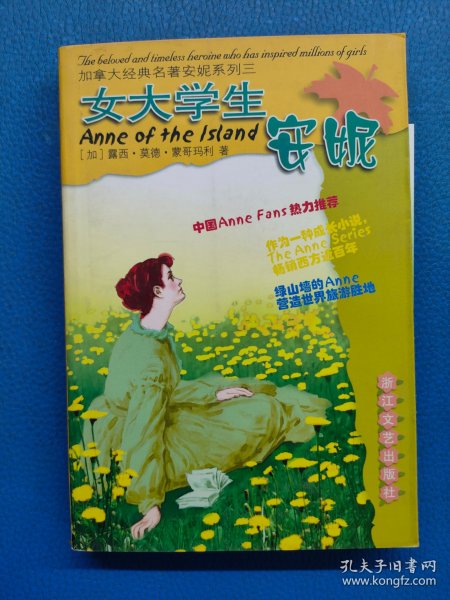 The beloved and timeless heroine who has inspired millions of girls
加拿大经典名著安妮系列三
女大学生
Anne of the Island
安妮
[加]露西·莫德·蒙哥玛利 著
中国Anne Fans热力推荐
作为一种成长小说,
The Anne Series
畅销西方近百年
绿山墙的Anne
营造世界旅游胜地
浙江文艺出版社
孔夫子旧书网
www.kongfz.com